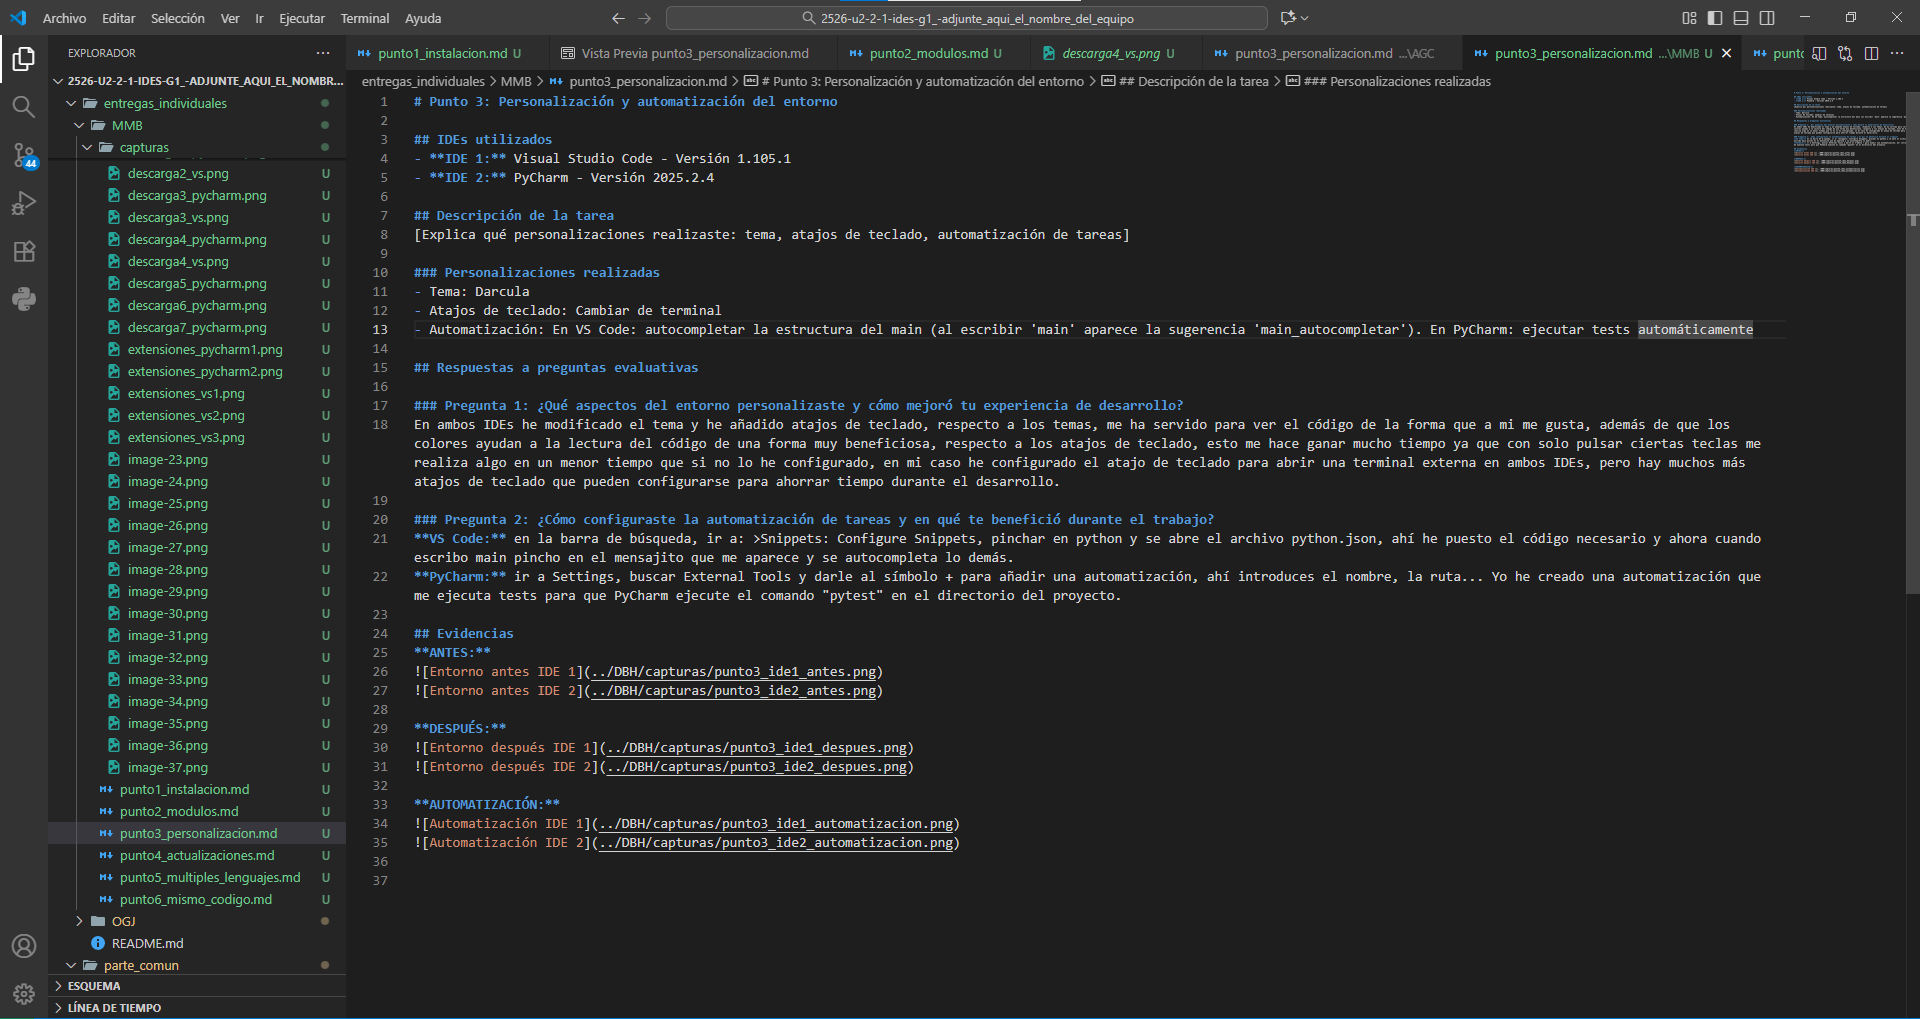 Archivo Editar Selección Ver Ir Ejecutar Terminal Ayuda
2526-u2-2-1-ides-g1_-adjunte_aqui_el_nombre_del_equipo
EXPLORADOR
punto1_instalacion.md U
Vista Previa punto3_personalizacion.md
punto2_modulos.md U
descarga4_vs.png U
punto3_personalizacion.md ...\AGC
punto3_personalizacion.md ...\MMB U
punto
2526-U2-2-1-IDES-G1_-ADJUNTE_AQUI_EL_NOMBR...
entregas_individuales > MMB > punto3_personalizacion.md > # Punto 3: Personalización y automatización del entorno > ## Descripción de la tarea > ### Personalizaciones realizadas
entregas_individuales
MMB
capturas
descarga2_vs.png U
descarga3_pycharm.png U
descarga3_vs.png U
descarga4_pycharm.png U
descarga4_vs.png U
descarga5_pycharm.png U
descarga6_pycharm.png U
descarga7_pycharm.png U
extensiones_pycharm1.png U
extensiones_pycharm2.png U
extensiones_vs1.png U
extensiones_vs2.png U
extensiones_vs3.png U
image-23.png U
image-24.png U
image-25.png U
image-26.png U
image-27.png U
image-28.png U
image-29.png U
image-30.png U
image-31.png U
image-32.png U
image-33.png U
image-34.png U
image-35.png U
image-36.png U
image-37.png U
punto1_instalacion.md U
punto2_modulos.md U
punto3_personalizacion.md U
punto4_actualizaciones.md U
punto5_multiples_lenguajes.md U
punto6_mismo_codigo.md U
OGJ
README.md
parte_comun
ESQUEMA
LÍNEA DE TIEMPO
44
1 # Punto 3: Personalización y automatización del entorno
2
3 ## IDEs utilizados
4 - **IDE 1:** Visual Studio Code - Versión 1.105.1
5 - **IDE 2:** PyCharm - Versión 2025.2.4
6
7 ## Descripción de la tarea
8 [Explica qué personalizaciones realizaste: tema, atajos de teclado, automatización de tareas]
9
10 ### Personalizaciones realizadas
11 - Tema: Darcula
12 - Atajos de teclado: Cambiar de terminal
13 - Automatización: En VS Code: autocompletar la estructura del main (al escribir 'main' aparece la sugerencia 'main_autocompletar'). En PyCharm: ejecutar tests automáticamente
14
15 ## Respuestas a preguntas evaluativas
16
17 ### Pregunta 1: ¿Qué aspectos del entorno personalizaste y cómo mejoró tu experiencia de desarrollo?
18 En ambos IDEs he modificado el tema y he añadido atajos de teclado, respecto a los temas, me ha servido para ver el código de la forma que a mi me gusta, además de que los
colores ayudan a la lectura del código de una forma muy beneficiosa, respecto a los atajos de teclado, esto me hace ganar mucho tiempo ya que con solo pulsar ciertas teclas me
realiza algo en un menor tiempo que si no lo he configurado, en mi caso he configurado el atajo de teclado para abrir una terminal externa en ambos IDEs, pero hay muchos más
atajos de teclado que pueden configurarse para ahorrar tiempo durante el desarrollo.
19
20 ### Pregunta 2: ¿Cómo configuraste la automatización de tareas y en qué te benefició durante el trabajo?
21 **VS Code:** en la barra de búsqueda, ir a: >Snippets: Configure Snippets, pinchar en python y se abre el archivo python.json, ahí he puesto el código necesario y ahora cuando
escribo main pincho en el mensajito que me aparece y se autocompleta lo demás.
22 **PyCharm:** ir a Settings, buscar External Tools y darle al símbolo + para añadir una automatización, ahí introduces el nombre, la ruta... Yo he creado una automatización que
me ejecuta tests para que PyCharm ejecute el comando "pytest" en el directorio del proyecto.
23
24 ## Evidencias
25 **ANTES:**
26 ![Entorno antes IDE 1](../DBH/capturas/punto3_ide1_antes.png)
27 ![Entorno antes IDE 2](../DBH/capturas/punto3_ide2_antes.png)
28
29 **DESPUÉS:**
30 ![Entorno después IDE 1](../DBH/capturas/punto3_ide1_despues.png)
31 ![Entorno después IDE 2](../DBH/capturas/punto3_ide2_despues.png)
32
33 **AUTOMATIZACIÓN:**
34 ![Automatización IDE 1](../DBH/capturas/punto3_ide1_automatizacion.png)
35 ![Automatización IDE 2](../DBH/capturas/punto3_ide2_automatizacion.png)
36
37